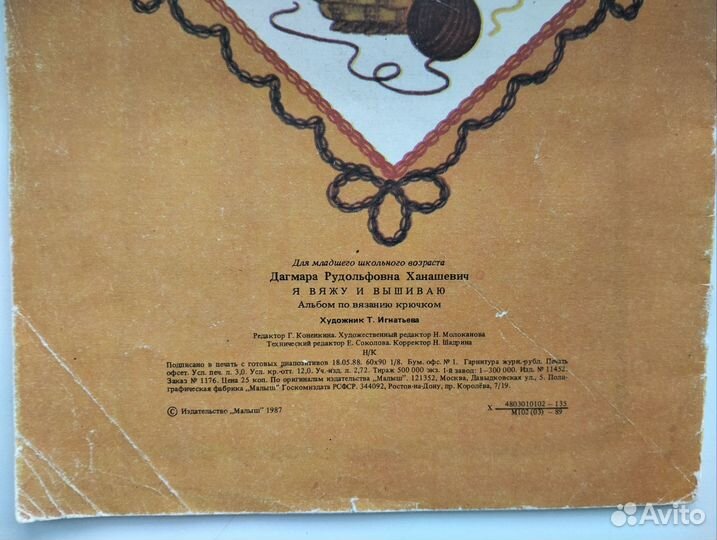 Для младшего школьного возраста
Дагмара Рудольфовна Ханашевич
Я ВЯЖУ И ВЫШИВАЮ
Альбом по вязанию крючком
Художник Т. Игнатьева
Редактор Г. Коненкина. Художественный редактор Н. Молоканова
Технический редактор Е. Соколова. Корректор Н. Шадрина
Н/К
Подписано в печать с готовых диапозитивов 18.05.88. 60х90 1/8. Бум. офс. № 1. Гарнитура журн.-рубл. Печать
офсет. Усл. печ. л. 3,0. Усл. кр.-отт. 12,0. Уч.-изд. л. 2,72. Тираж 500 000 экз. 1-й завод: 1—300 000. Изд. № 11452.
Заказ № 1176. Цена 25 коп. По оригиналам издательства „Малыш". 121352, Москва, Давыдковская ул., 5. Поли-
графическая фабрика „Малыш" Госкомиздата РСФСР. 344092, Ростов-на-Дону, пр. Королёва, 7/19.
© Издательство „Малыш" 1987
Х 4803010102—135
М102 (03)—89
Avito